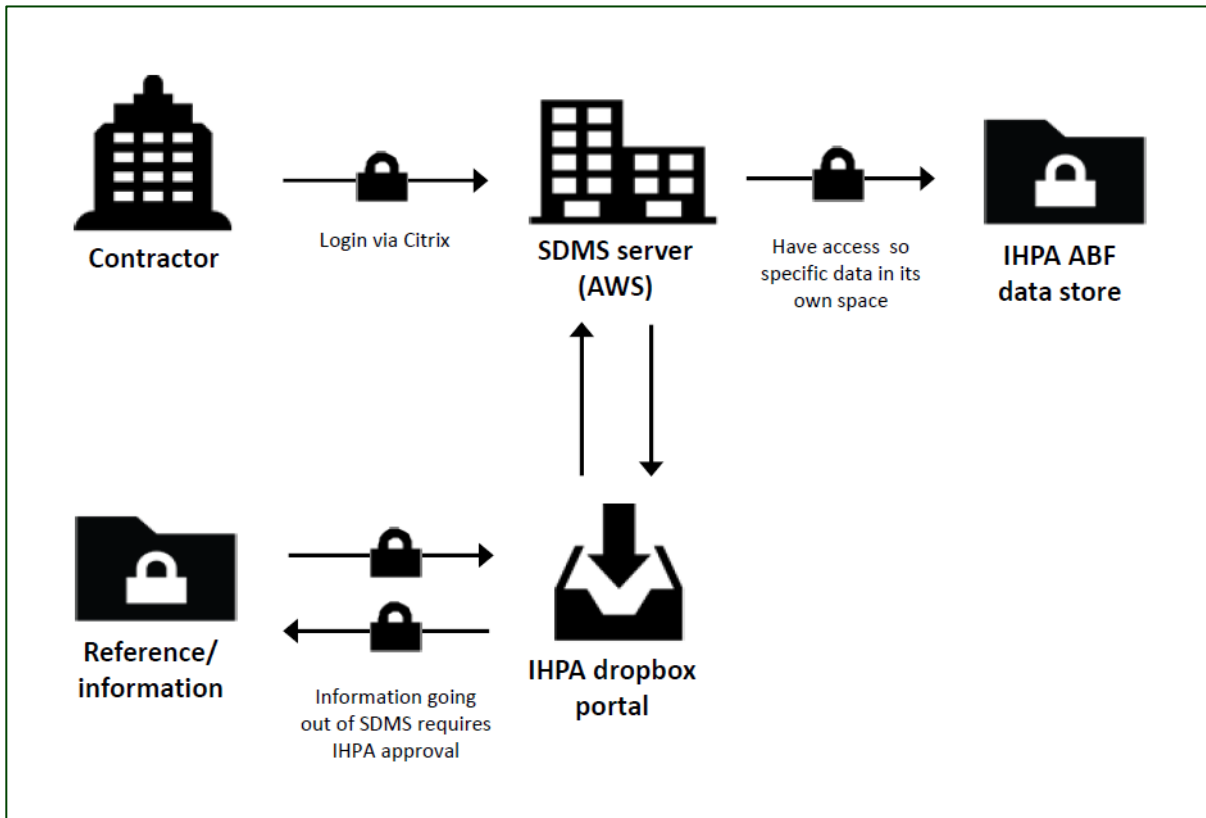 Contractor
Login via Citrix
SDMS server
(AWS)
Have access so
specific data in its
own space
IHPA ABF
data store
Reference/
information
Information going
out of SDMS requires
IHPA approval
IHPA dropbox
portal